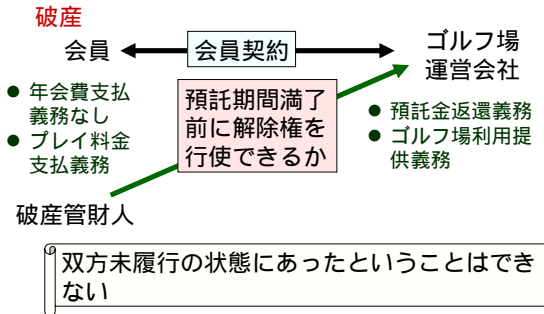 破産
会員
会員契約
ゴルフ場
運営会社
● 年会費支払
義務なし
● プレイ料金
支払義務
預託期間満了
前に解除権を
行使できるか
● 預託金返還義務
● ゴルフ場利用提
供義務
破産管財人
双方未履行の状態にあったということはでき
ない